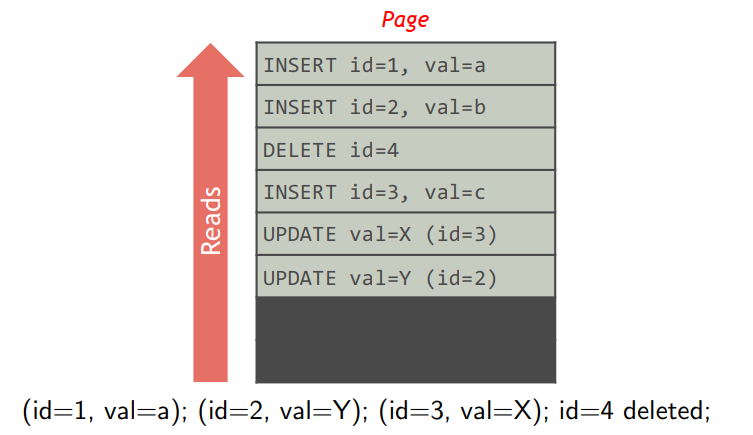 Page
INSERT id=1, val=a
INSERT id=2, val=b
DELETE id=4
INSERT id=3, val=c
UPDATE val=X (id=3)
UPDATE val=Y (id=2)
Reads
(id=1, val=a); (id=2, val=Y); (id=3, val=X); id=4 deleted;